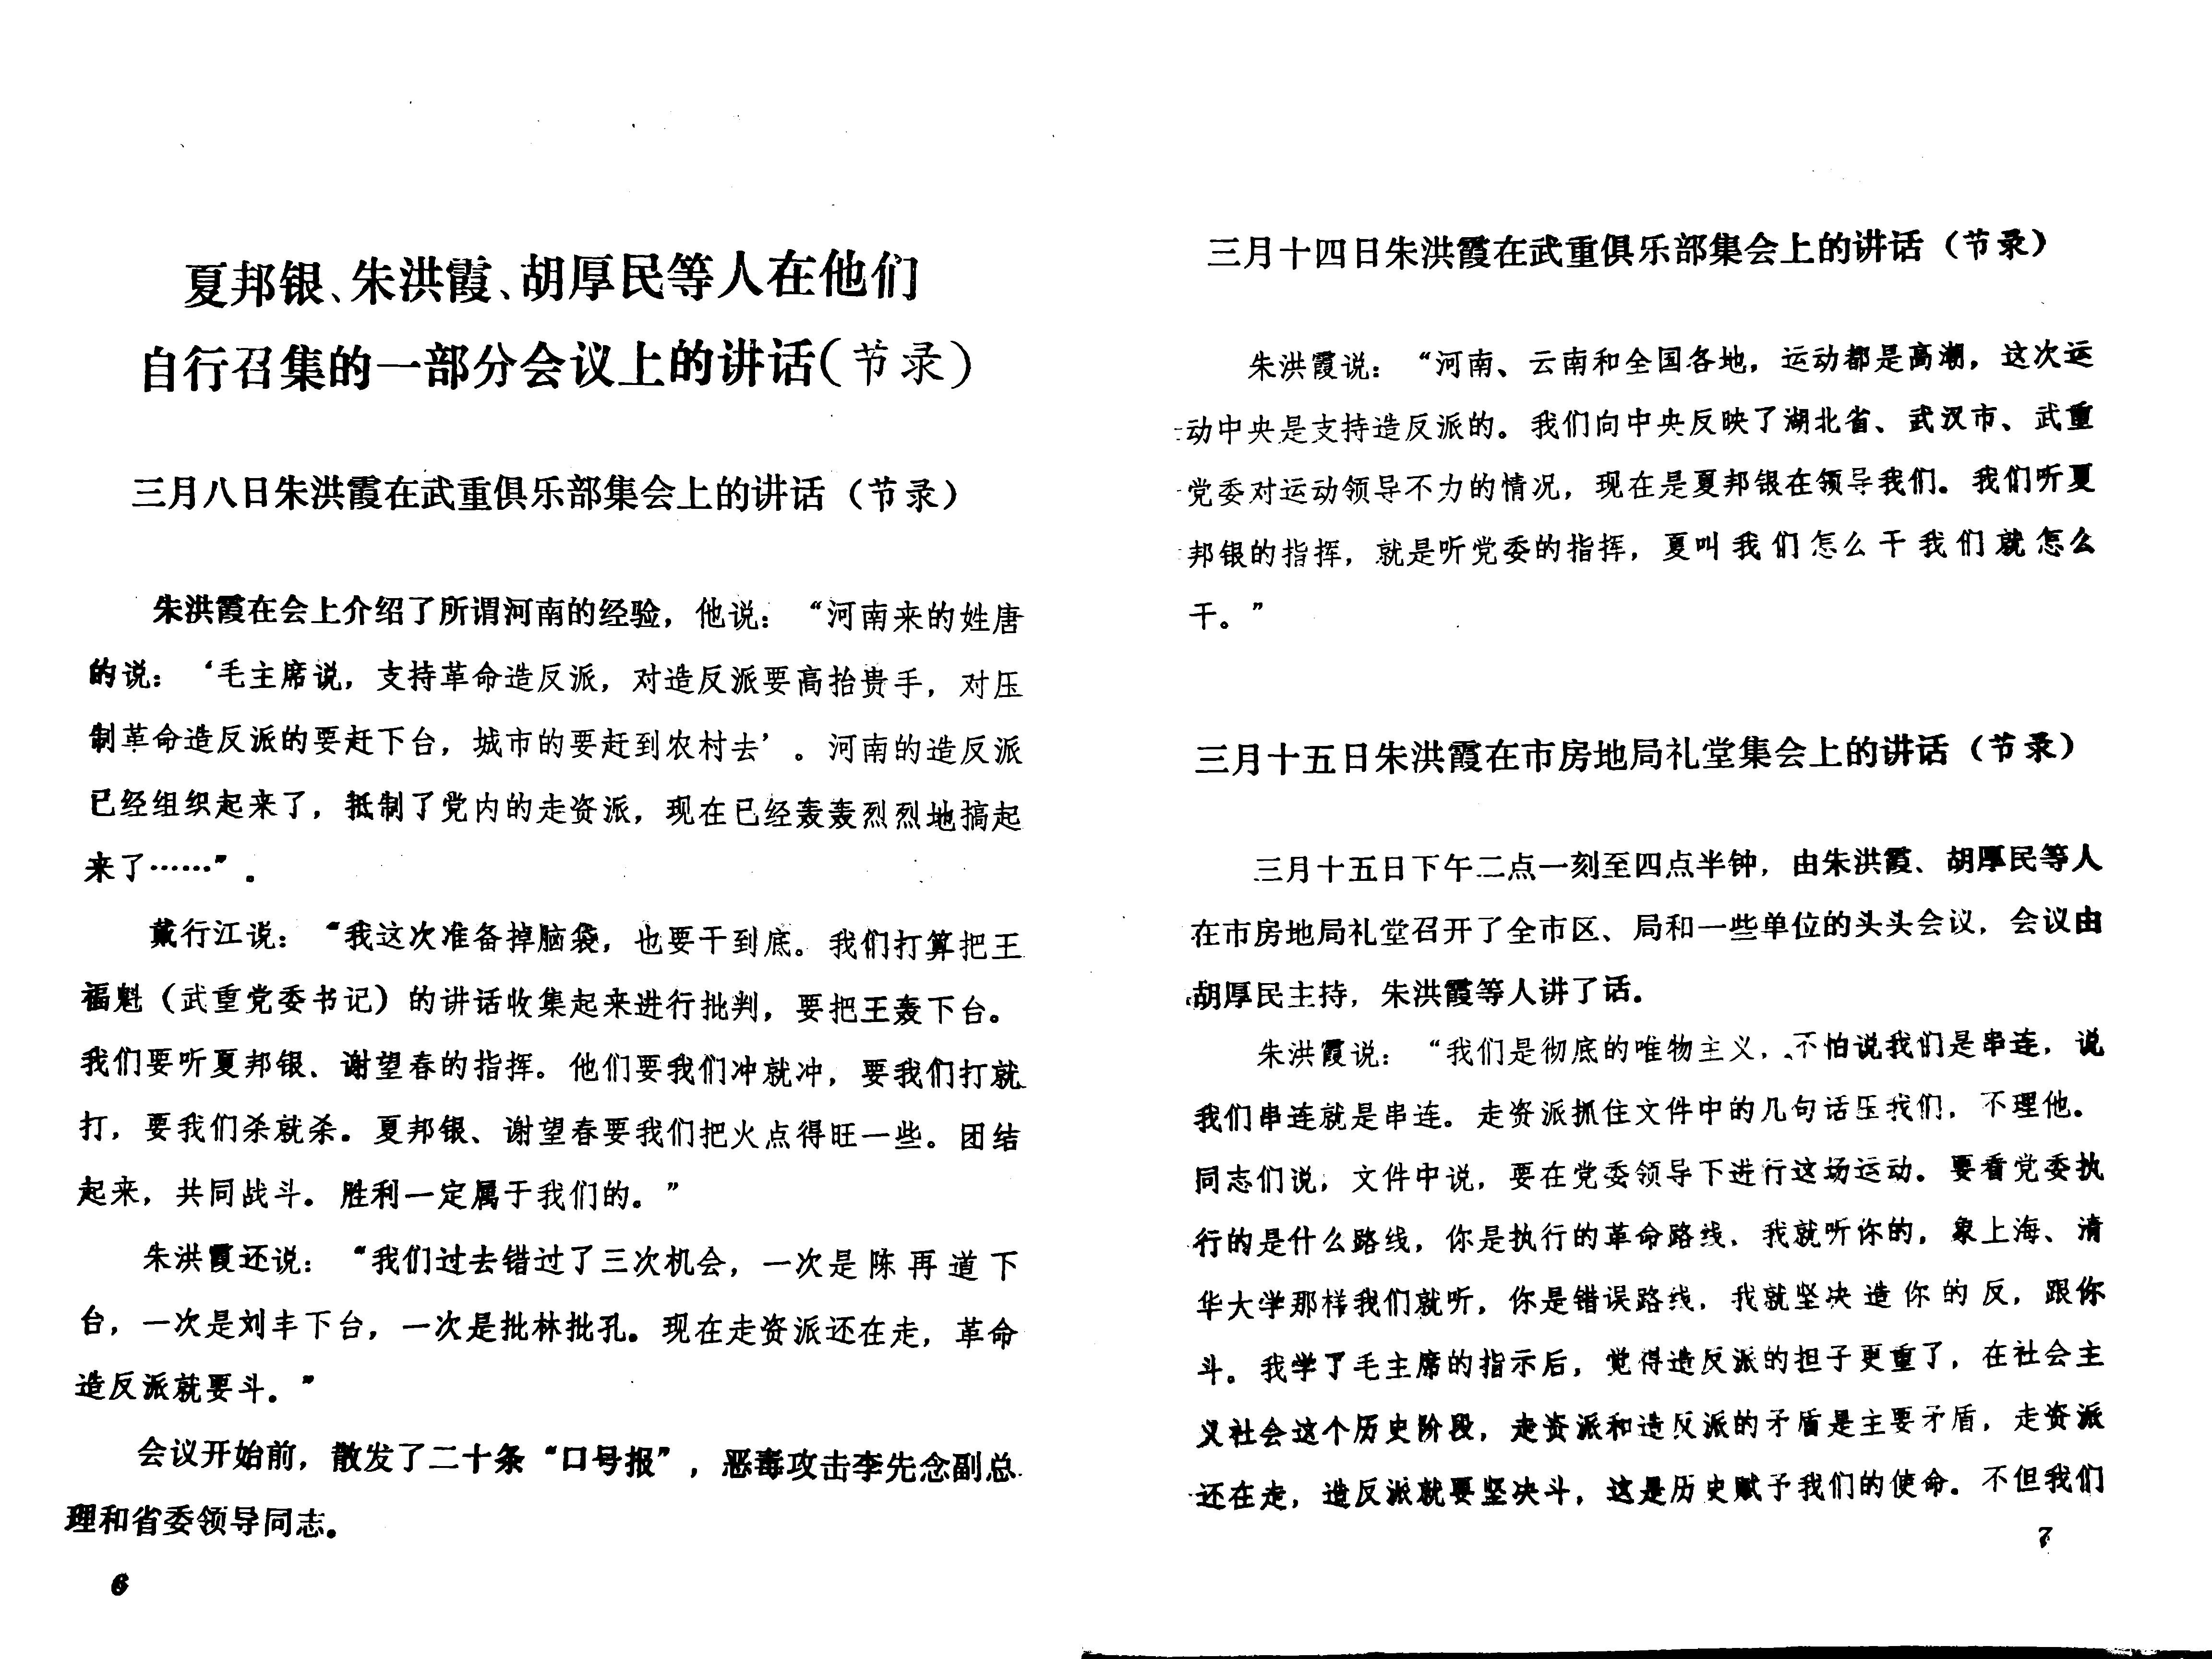 夏邦银、朱洪霞、胡厚民等人在他们
自行召集的一部分会议上的讲话(节录)
三月八日朱洪霞在武重俱乐部集会上的讲话（节录）
朱洪霞在会上介绍了所谓河南的经验，他说：“河南来的姓唐
的说：‘毛主席说，支持革命造反派，对造反派要高抬贵手，对压
制革命造反派的要赶下台，城市的要赶到农村去’。河南的造反派
已经组织起来了，抵制了党内的走资派，现在已经轰轰烈烈地搞起
来了……”。
戴行江说：“我这次准备掉脑袋，也要干到底。我们打算把王
福魁（武重党委书记）的讲话收集起来进行批判，要把王轰下台。
我们要听夏邦银、谢望春的指挥。他们要我们冲就冲，要我们打就
打，要我们杀就杀。夏邦银、谢望春要我们把火点得旺一些。团结
起来，共同战斗。胜利一定属于我们的。”
朱洪霞还说：“我们过去错过了三次机会，一次是陈再道下
台，一次是刘丰下台，一次是批林批孔。现在走资派还在走，革命
造反派就要斗。”
会议开始前，散发了二十条“口号报”，恶毒攻击李先念副总
理和省委领导同志。
6
三月十四日朱洪霞在武重俱乐部集会上的讲话（节录）
朱洪霞说：“河南、云南和全国各地，运动都是高潮，这次运
动中央是支持造反派的。我们向中央反映了湖北省、武汉市、武重
党委对运动领导不力的情况，现在是夏邦银在领导我们。我们听夏
邦银的指挥，就是听党委的指挥，夏叫我们怎么干我们就怎么
干。”
三月十五日朱洪霞在市房地局礼堂集会上的讲话（节录）
三月十五日下午二点一刻至四点半钟，由朱洪霞、胡厚民等人
在市房地局礼堂召开了全市区、局和一些单位的头头会议，会议由
胡厚民主持，朱洪霞等人讲了话。
朱洪霞说：“我们是彻底的唯物主义，不怕说我们是串连，说
我们串连就是串连。走资派抓住文件中的几句话压我们，不理他。
同志们说，文件中说，要在党委领导下进行这场运动。要看党委执
行的是什么路线，你是执行的革命路线，我就听你的，象上海、清
华大学那样我们就听，你是错误路线，我就坚决造你的反，跟你
斗。我学了毛主席的指示后，觉得造反派的担子更重了，在社会主
义社会这个历史阶段，走资派和造反派的矛盾是主要矛盾，走资派
还在走，造反派就要坚决斗，这是历史赋予我们的使命。不但我们
7